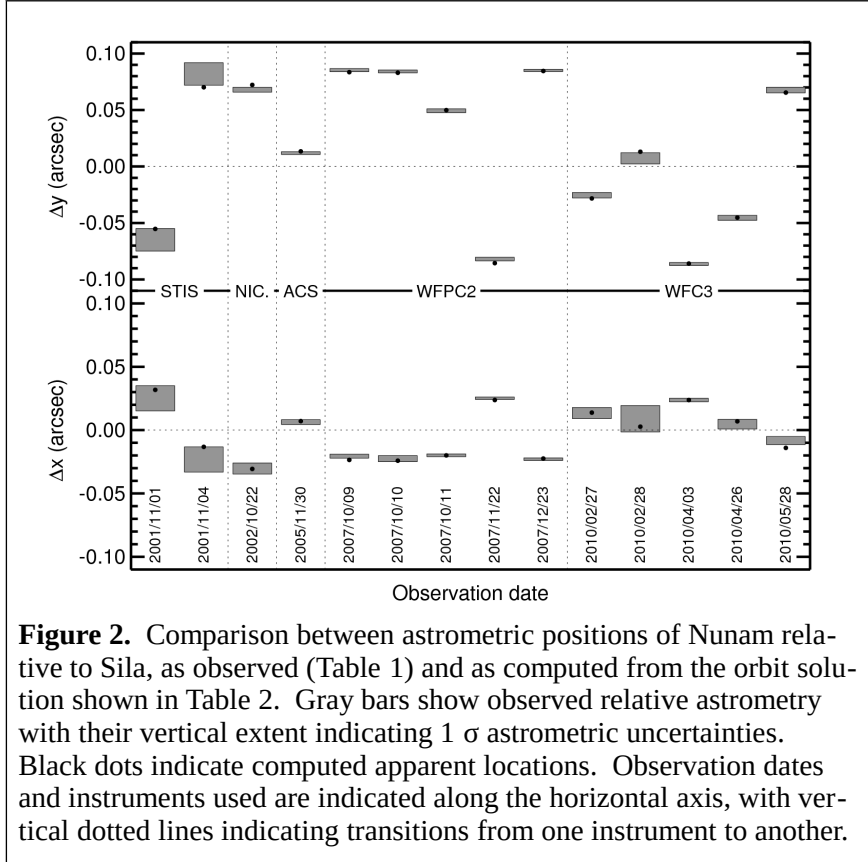 Δy (arcsec)
0.10
0.05
0.00
-0.05
-0.10
STIS NIC. ACS WFPC2 WFC3
Δx (arcsec)
0.10
0.05
0.00
-0.05
-0.10
2001/11/01
2001/11/04
2002/10/22
2005/11/30
2007/10/09
2007/10/10
2007/10/11
2007/11/22
2007/12/23
2010/02/27
2010/02/28
2010/04/03
2010/04/26
2010/05/28
Observation date
Figure 2. Comparison between astrometric positions of Nunam rela-
tive to Sila, as observed (Table 1) and as computed from the orbit solu-
tion shown in Table 2. Gray bars show observed relative astrometry
with their vertical extent indicating 1 σ astrometric uncertainties.
Black dots indicate computed apparent locations. Observation dates
and instruments used are indicated along the horizontal axis, with ver-
tical dotted lines indicating transitions from one instrument to another.